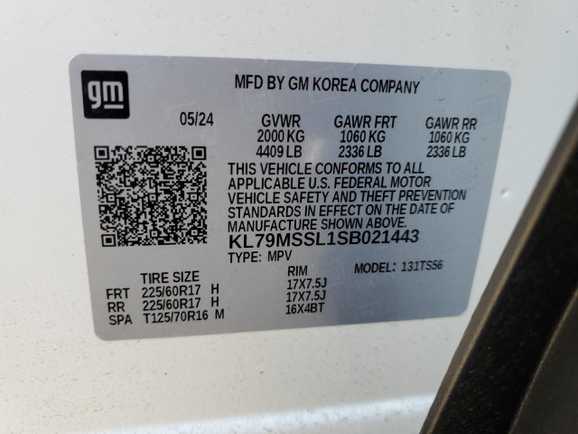 gm
MFD BY GM KOREA COMPANY
05/24 GVWR GAWR FRT GAWR RR
2000 KG 1060 KG 1060 KG
4409 LB 2336 LB 2336 LB
THIS VEHICLE CONFORMS TO ALL
APPLICABLE U.S. FEDERAL MOTOR
VEHICLE SAFETY AND THEFT PREVENTION
STANDARDS IN EFFECT ON THE DATE OF
MANUFACTURE SHOWN ABOVE.
KL79MSSL1SB021443
TYPE: MPV MODEL: 131TS56
TIRE SIZE RIM
FRT 225/60R17 H 17X7.5J
RR 225/60R17 H 17X7.5J
SPA T125/70R16 M 16X4BT